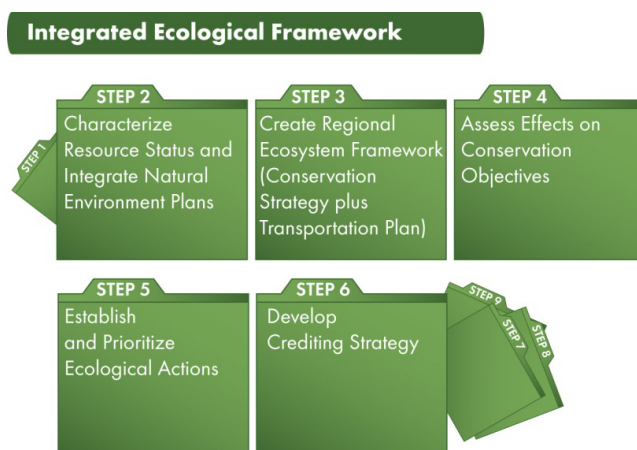 Integrated Ecological Framework
STEP 1
STEP 2
Characterize
Resource Status and
Integrate Natural
Environment Plans
STEP 3
Create Regional
Ecosystem Framework
(Conservation
Strategy plus
Transportation Plan)
STEP 4
Assess Effects on
Conservation
Objectives
STEP 5
Establish
and Prioritize
Ecological Actions
STEP 6
Develop
Crediting Strategy
STEP 9
STEP 7
STEP 8